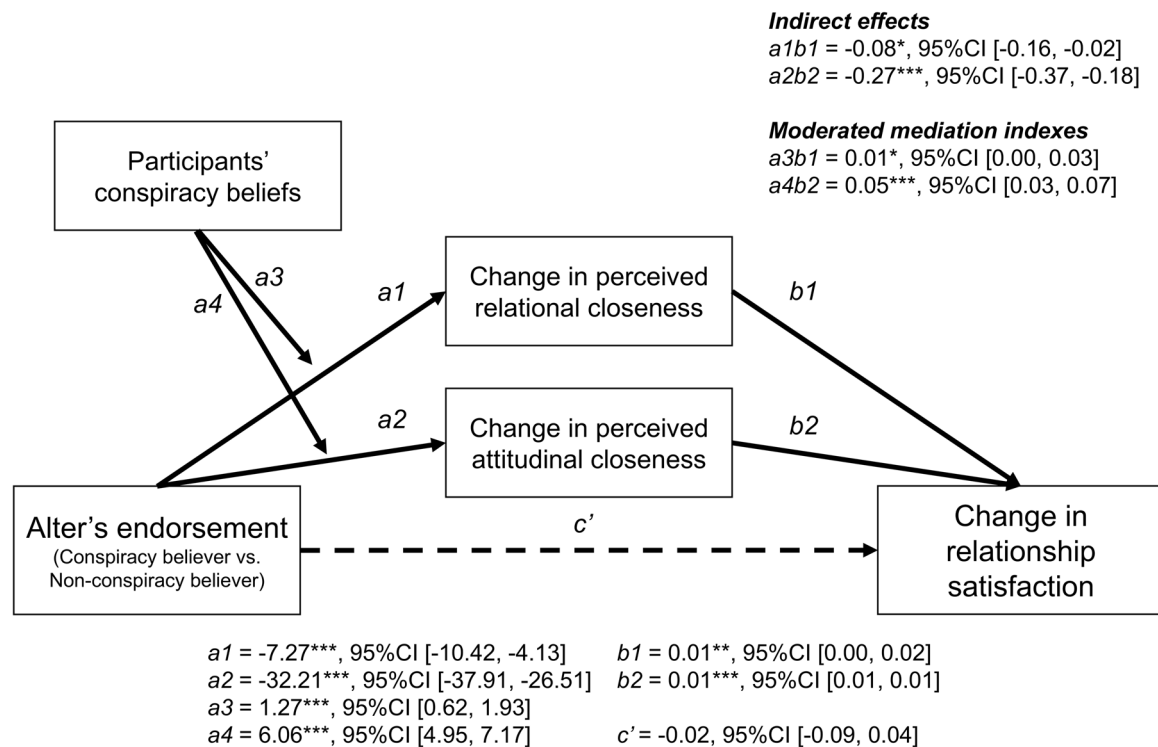 Indirect effects
a1b1 = -0.08*, 95%CI [-0.16, -0.02]
a2b2 = -0.27***, 95%CI [-0.37, -0.18]
Moderated mediation indexes
a3b1 = 0.01*, 95%CI [0.00, 0.03]
a4b2 = 0.05***, 95%CI [0.03, 0.07]
Participants’
conspiracy beliefs
a3
a4
a1
Change in perceived
relational closeness
b1
a2
Change in perceived
attitudinal closeness
b2
Alter’s endorsement
(Conspiracy believer vs.
Non-conspiracy believer)
c’
Change in
relationship
satisfaction
a1 = -7.27***, 95%CI [-10.42, -4.13]
a2 = -32.21***, 95%CI [-37.91, -26.51]
a3 = 1.27***, 95%CI [0.62, 1.93]
a4 = 6.06***, 95%CI [4.95, 7.17]
b1 = 0.01**, 95%CI [0.00, 0.02]
b2 = 0.01***, 95%CI [0.01, 0.01]
c’ = -0.02, 95%CI [-0.09, 0.04]